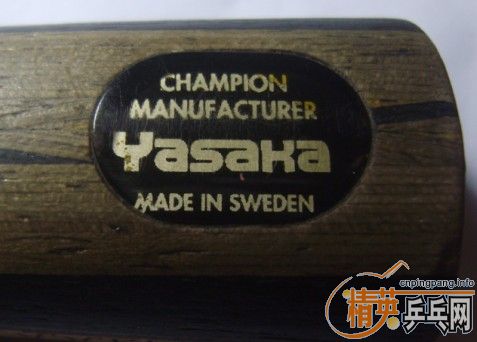 CHAMPION
MANUFACTURER
Yasaka
MADE IN SWEDEN
cnpingpang.info
精英乒乓网